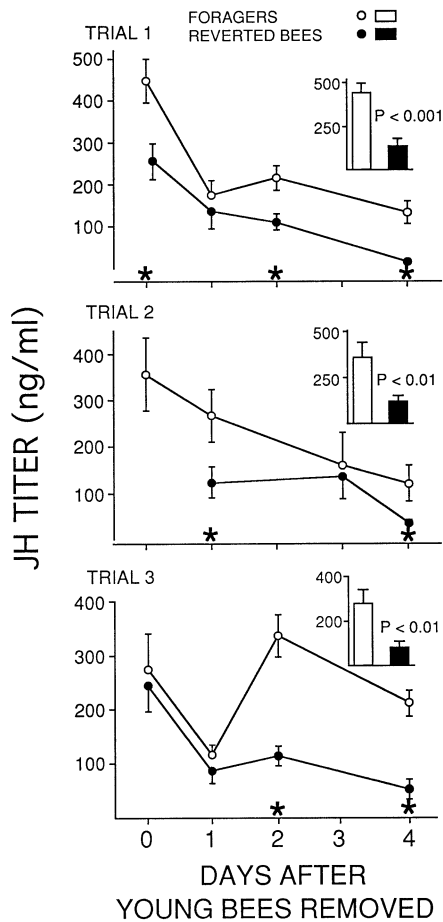 FORAGERS
REVERTED BEES
TRIAL 1
500
400
300
200
100
500
250
P < 0.001
*
*
*
TRIAL 2
400
300
200
100
500
250
P < 0.01
*
*
JH TITER (ng/ml)
TRIAL 3
400
300
200
100
400
200
P < 0.01
*
*
0 1 2 3 4
DAYS AFTER
YOUNG BEES REMOVED